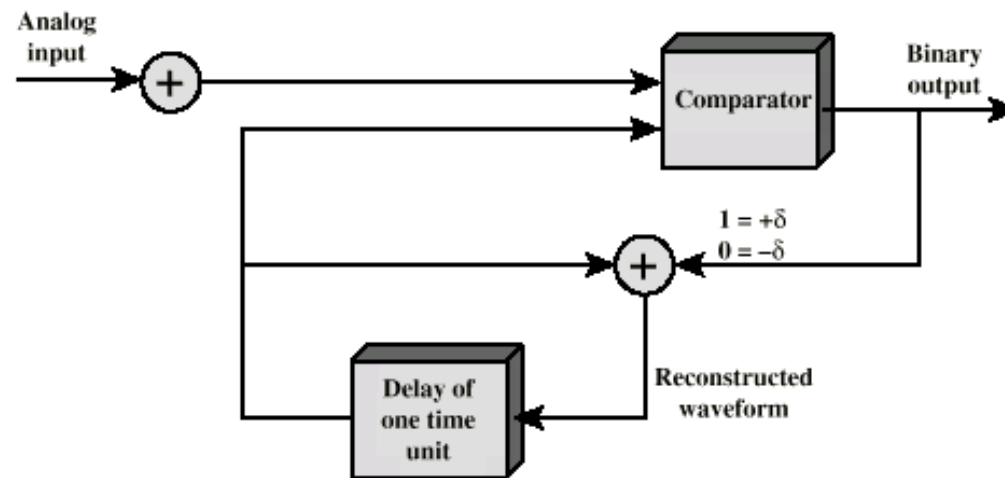 Analog
input
+
Comparator
Binary
output
1 = +δ
0 = −δ
+
Delay of
one time
unit
Reconstructed
waveform